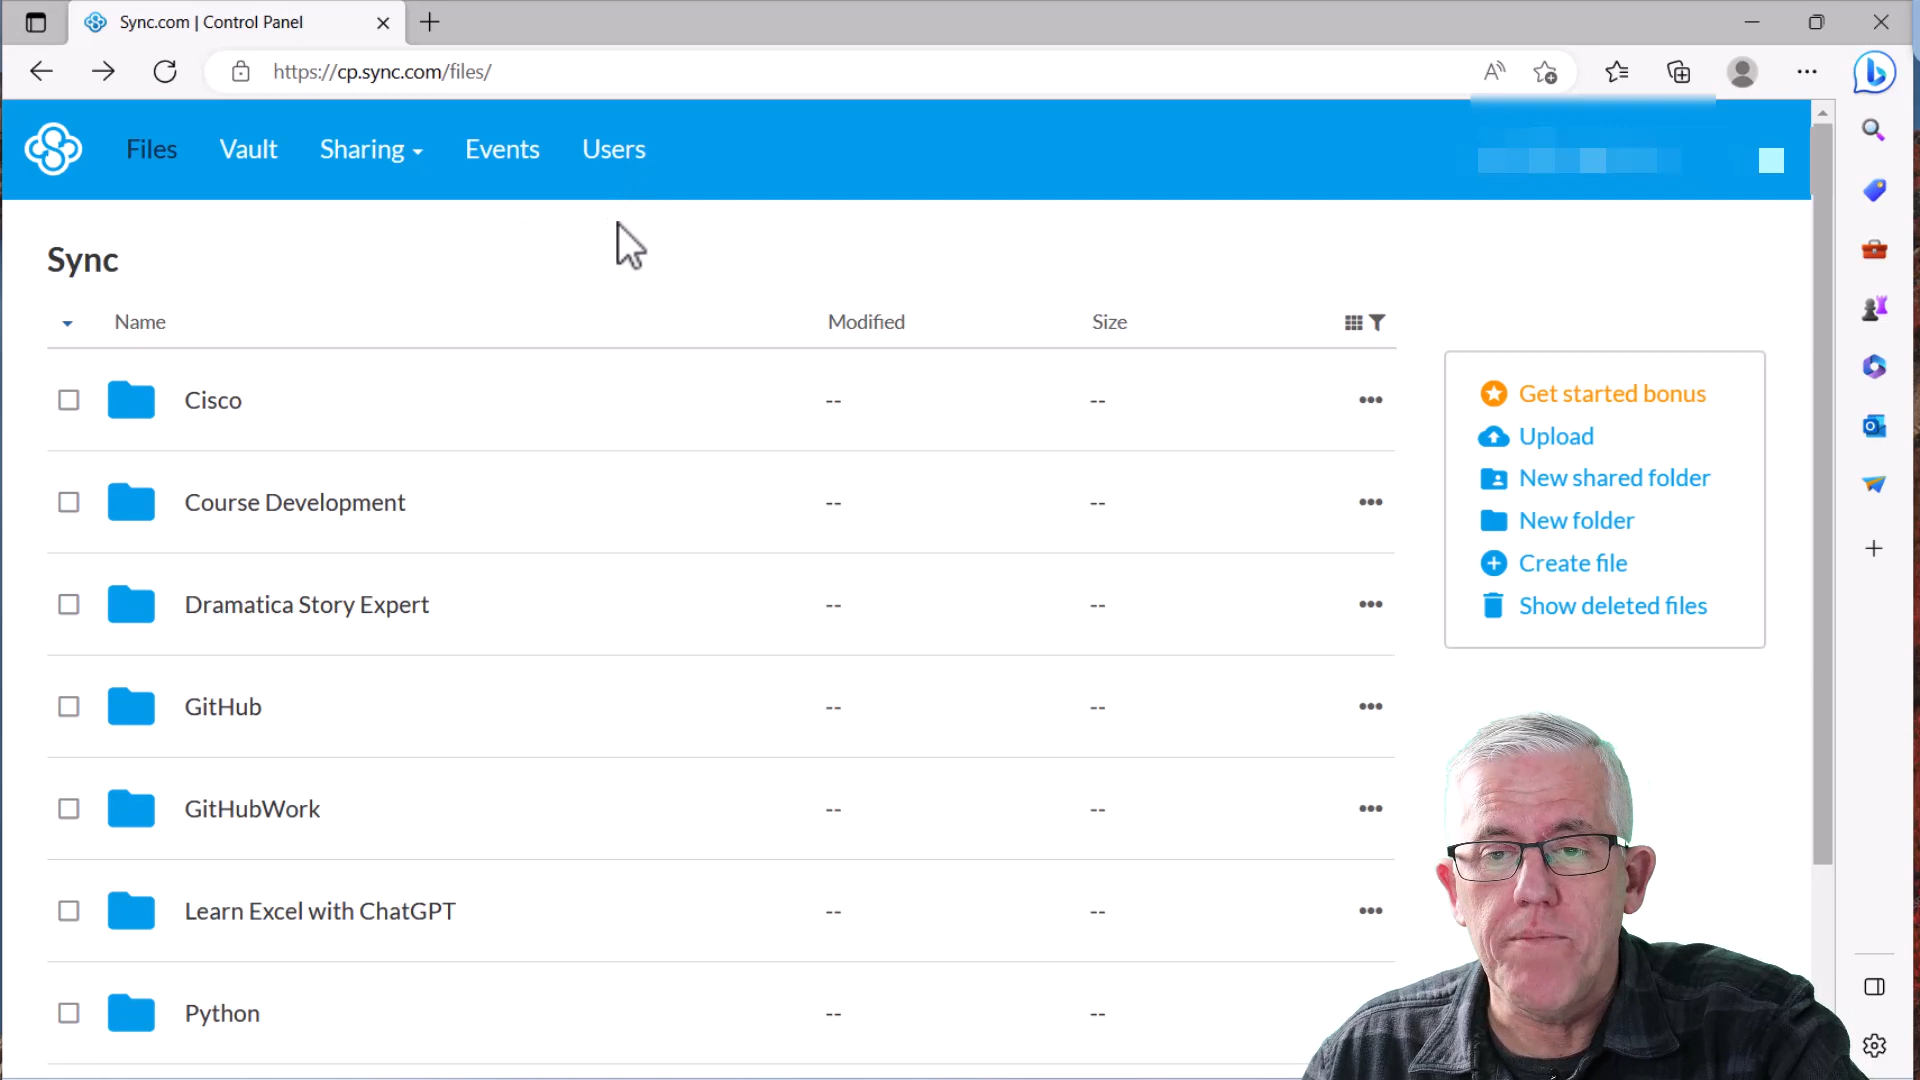 Sync.com | Control Panel
https://cp.sync.com/files/
Files Vault Sharing Events Users
Sync
Name Modified Size
Cisco -- --
Course Development -- --
Dramatica Story Expert -- --
GitHub -- --
GitHubWork -- --
Learn Excel with ChatGPT -- --
Python -- --
Get started bonus
Upload
New shared folder
New folder
Create file
Show deleted files